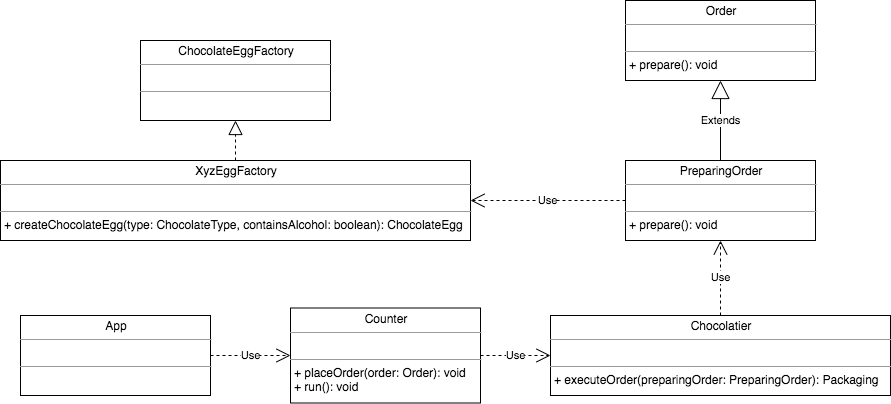 Order
+ prepare(): void
ChocolateEggFactory
Extends
XyzEggFactory
+ createChocolateEgg(type: ChocolateType, containsAlcohol: boolean): ChocolateEgg
Use
PreparingOrder
+ prepare(): void
Use
App
Use
Counter
+ placeOrder(order: Order): void
+ run(): void
Use
Chocolatier
+ executeOrder(preparingOrder: PreparingOrder): Packaging